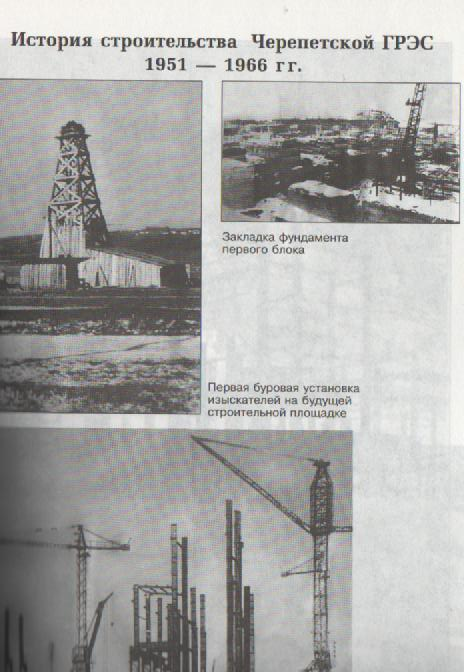 История строительства Черепетской ГРЭС
1951 — 1966 гг.
Закладка фундамента
первого блока
Первая буровая установка
изыскателей на будущей
строительной площадке